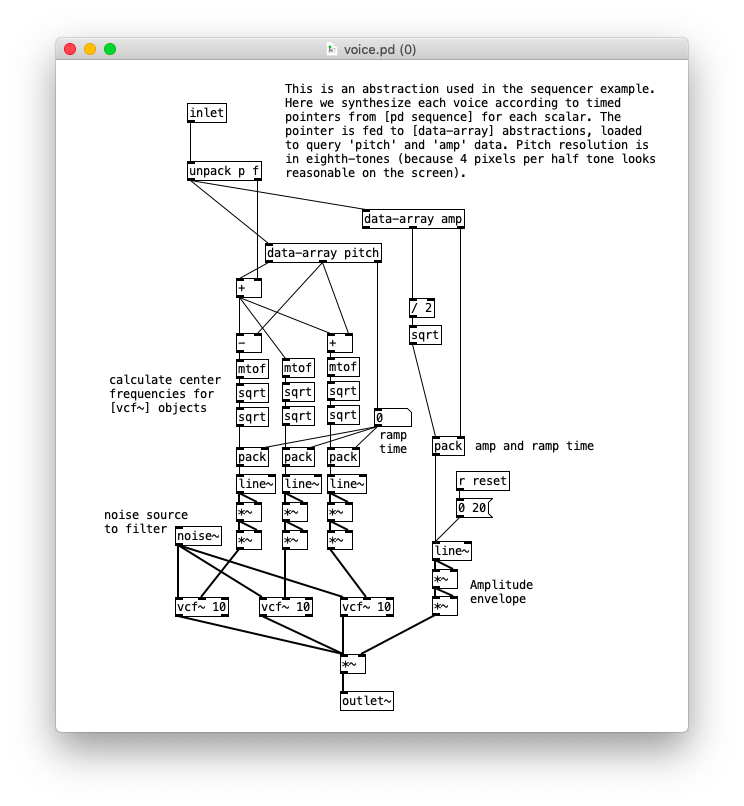 voice.pd (0)
This is an abstraction used in the sequencer example.
Here we synthesize each voice according to timed
pointers from [pd sequence] for each scalar. The
pointer is fed to [data-array] abstractions, loaded
to query 'pitch' and 'amp' data. Pitch resolution is
in eighth-tones (because 4 pixels per half tone looks
reasonable on the screen).
inlet
unpack p f
data-array amp
data-array pitch
+
/ 2
sqrt
-
+
mtof
mtof
mtof
sqrt
sqrt
sqrt
sqrt
sqrt
sqrt
calculate center
frequencies for
[vcf~] objects
0
ramp
time
pack
pack
pack
pack
amp and ramp time
line~
line~
line~
r reset
0 20
*~
*~
*~
noise source
to filter
noise~
*~
*~
*~
line~
*~
*~
Amplitude
envelope
vcf~ 10
vcf~ 10
vcf~ 10
*~
outlet~